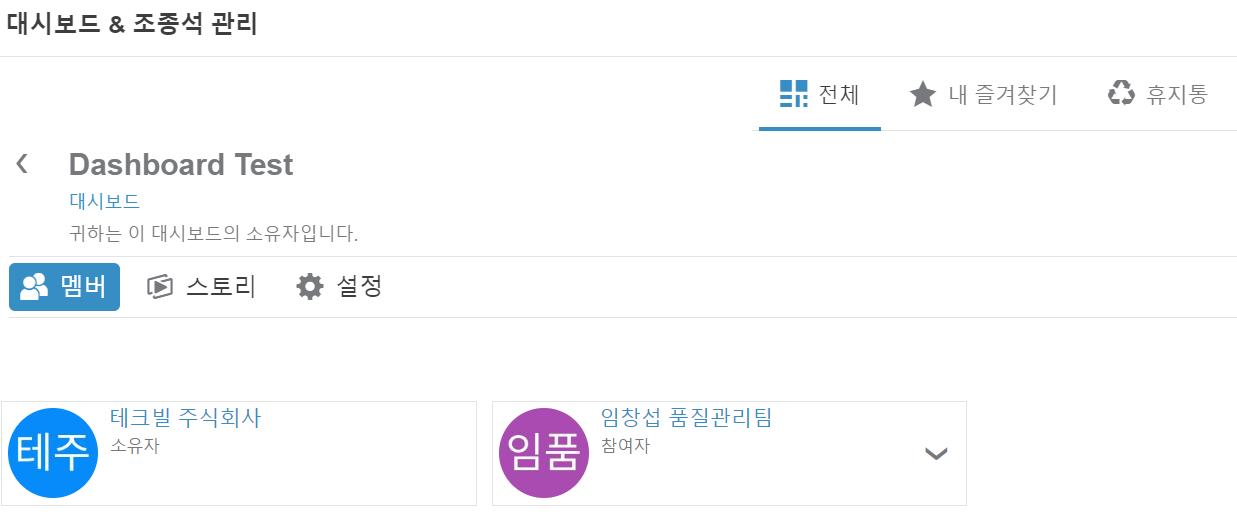 대시보드 & 조종석 관리
전체 내 즐겨찾기 휴지통
Dashboard Test
대시보드
귀하는 이 대시보드의 소유자입니다.
멤버 스토리 설정
테주 테크빌 주식회사
소유자
임품 임창섭 품질관리팀
참여자